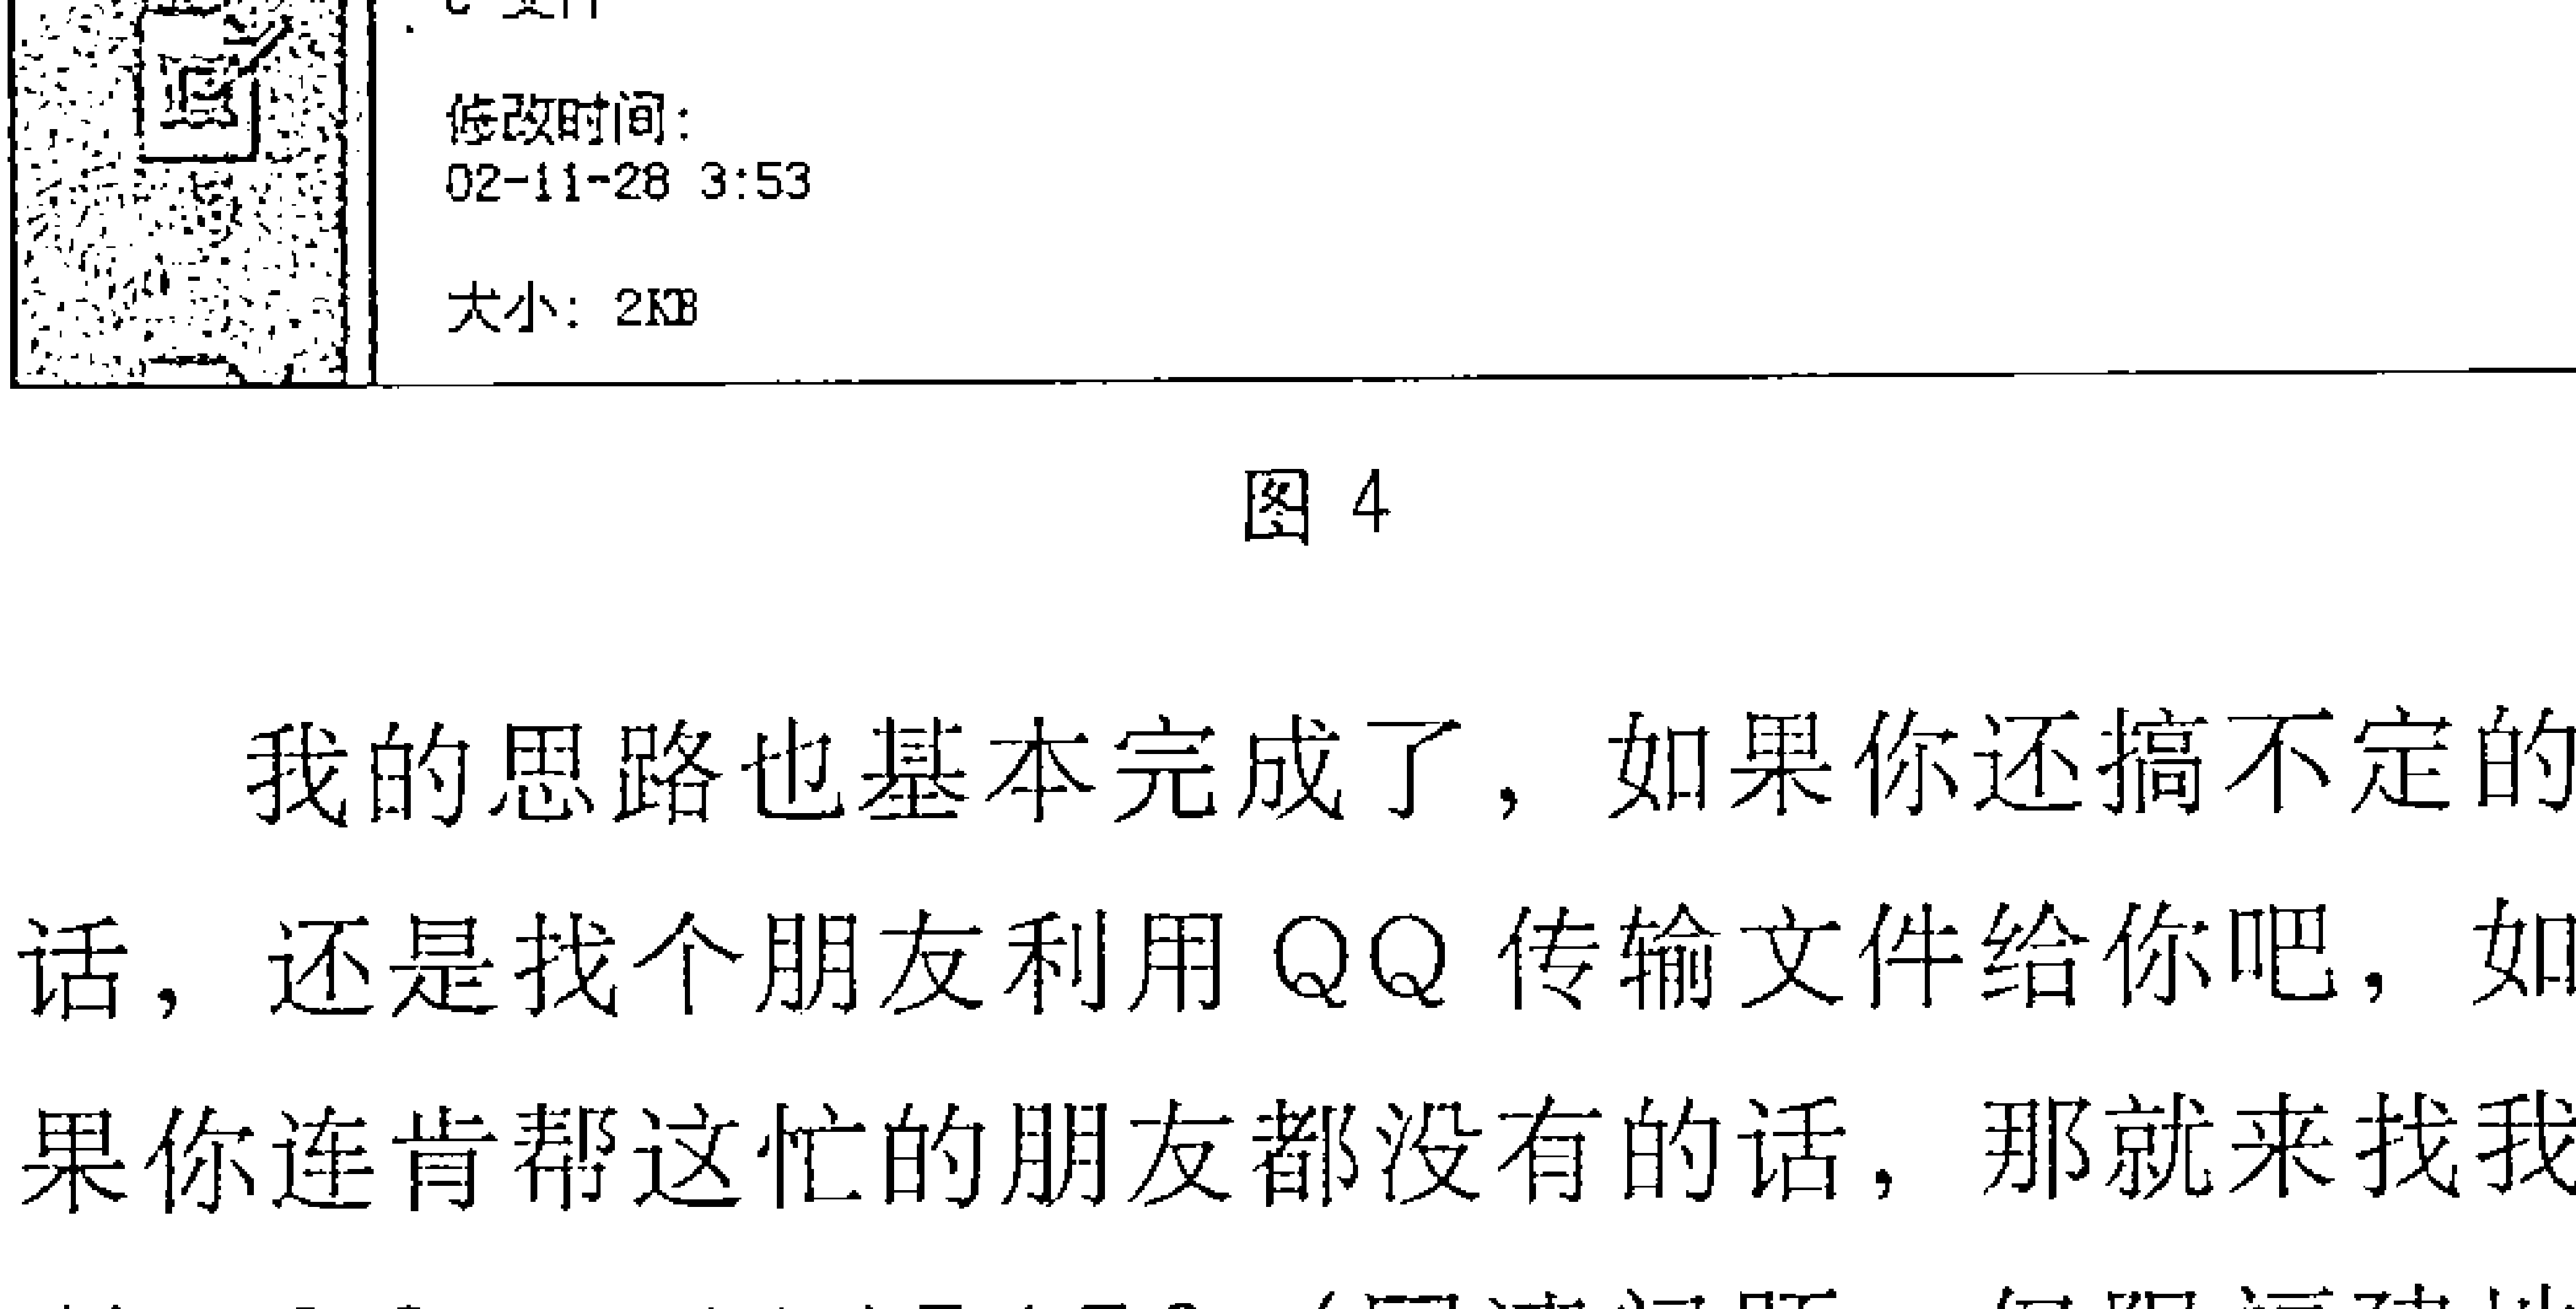 文件
修改时间:
02-11-28 3:53
大小: 2KB
图 4
我的思路也基本完成了，如果你还搞不定的
话，还是找个朋友利用 QQ 传输文件给你吧，如
果你连肯帮这忙的朋友都没有的话，那就来找我